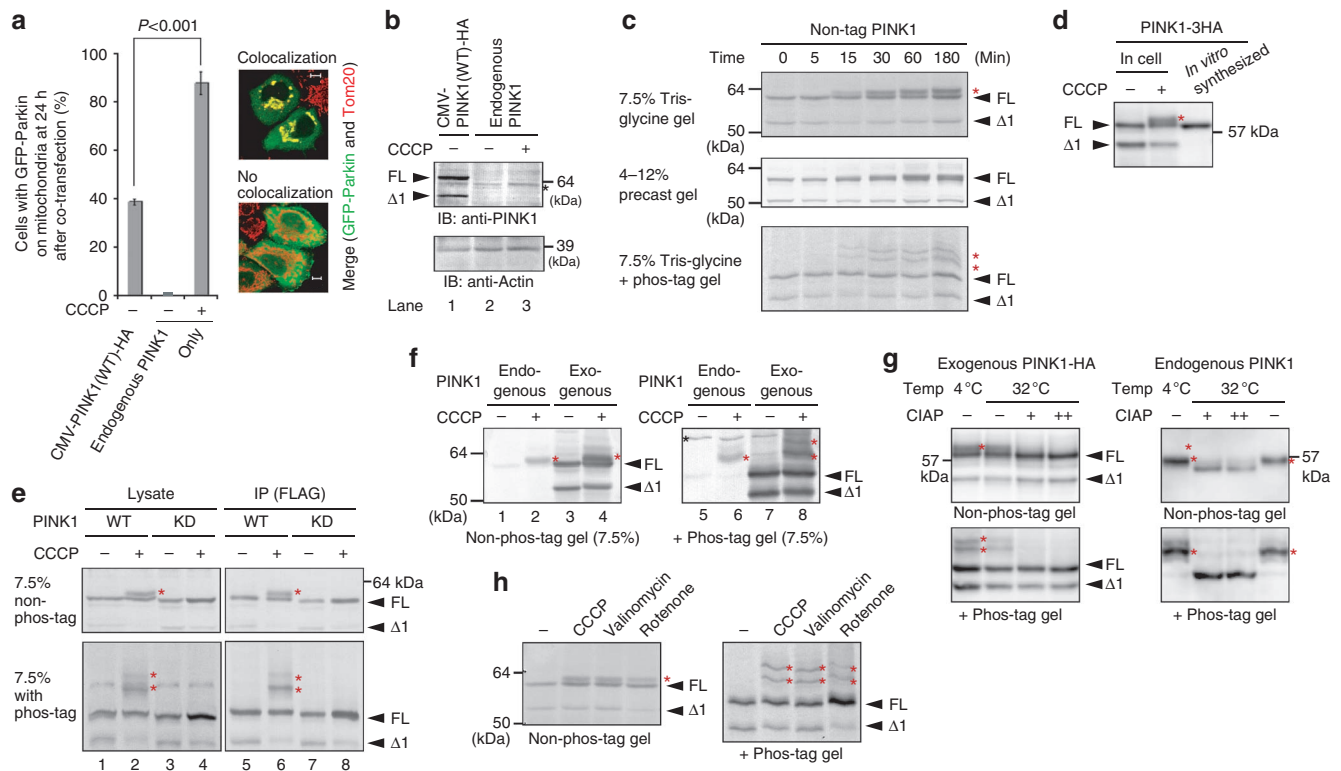 a
P<0.001
Cells with GFP-Parkin
on mitochondria at 24 h
after co-transfection (%)
100
80
60
40
20
0
CCCP – – +
CMV-PINK1(WT)-HA
Endogenous PINK1
Only
Colocalization
No
colocalization
Merge (GFP-Parkin and Tom20)
b
CMV-
PINK1(WT)-HA
Endogenous
PINK1
CCCP – – +
FL
Δ1
64
*
(kDa)
IB: anti-PINK1
39
(kDa)
IB: anti-Actin
Lane 1 2 3
c
Non-tag PINK1
Time 0 5 15 30 60 180 (Min)
7.5% Tris-
glycine gel
64
50
(kDa)
*
FL
Δ1
4–12%
precast gel
64
50
(kDa)
FL
Δ1
7.5% Tris-glycine
+ phos-tag gel
*
*
FL
Δ1
d
PINK1-3HA
In cell
In vitro
synthesized
CCCP – +
FL
Δ1
*
57 kDa
e
Lysate IP (FLAG)
PINK1 WT KD WT KD
CCCP – + – + – + – +
7.5%
non-
phos-tag
*
*
64 kDa
FL
Δ1
7.5%
with
phos-tag
*
*
*
*
FL
Δ1
1 2 3 4 5 6 7 8
f
PINK1
Endo-
genous
Exo-
genous
CCCP – + – +
64
50
(kDa)
*
*
FL
Δ1
1 2 3 4
Non-phos-tag gel (7.5%)
PINK1
Endo-
genous
Exo-
genous
CCCP – + – +
*
*
*
*
FL
Δ1
5 6 7 8
+ Phos-tag gel (7.5%)
g
Exogenous PINK1-HA
Temp 4°C 32°C
CIAP – – + ++
57
kDa
*
*
FL
Δ1
Non-phos-tag gel
*
*
FL
Δ1
+ Phos-tag gel
Endogenous PINK1
Temp 4°C 32°C
CIAP – + ++ –
*
*
*
57
kDa
Non-phos-tag gel
*
*
*
+ Phos-tag gel
h
– CCCP Valinomycin Rotenone
64
50
(kDa)
*
FL
Δ1
Non-phos-tag gel
– CCCP Valinomycin Rotenone
* * *
* * *
FL
Δ1
+ Phos-tag gel